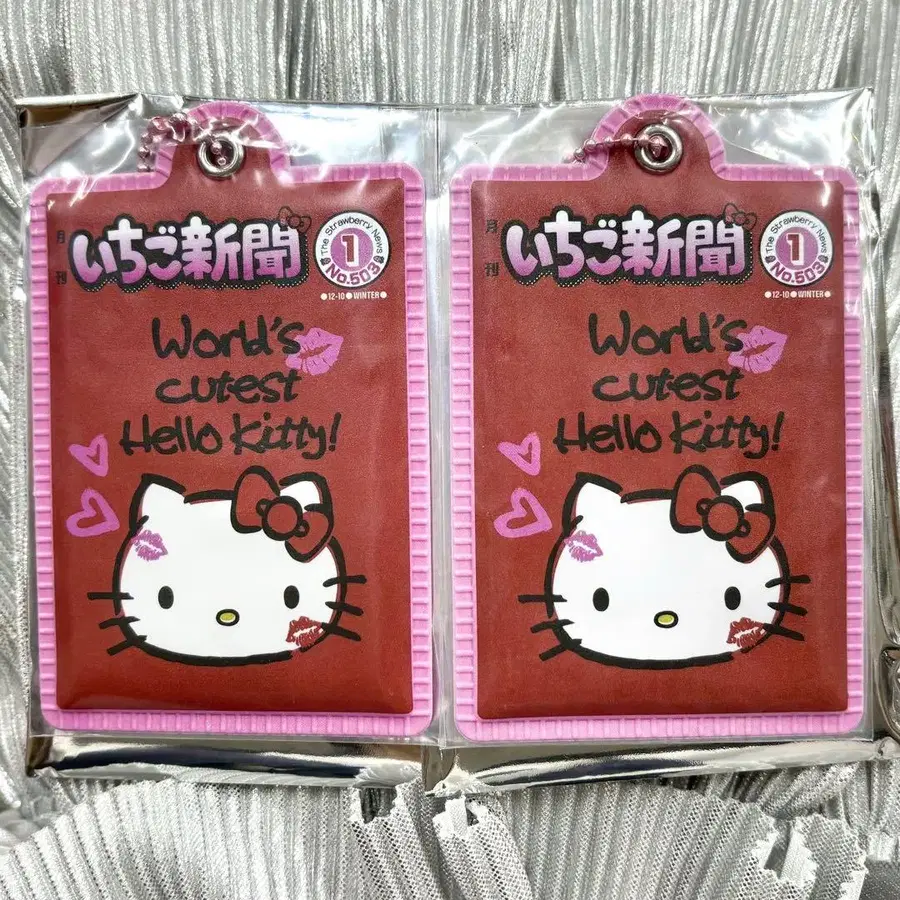 月刊
いちご新聞
The Strawberry News
1
No.503
●12-10●WINTER●
World's
cutest
Hello Kitty!
月刊
いちご新聞
The Strawberry News
1
No.503
●12-10●WINTER●
World's
cutest
Hello Kitty!